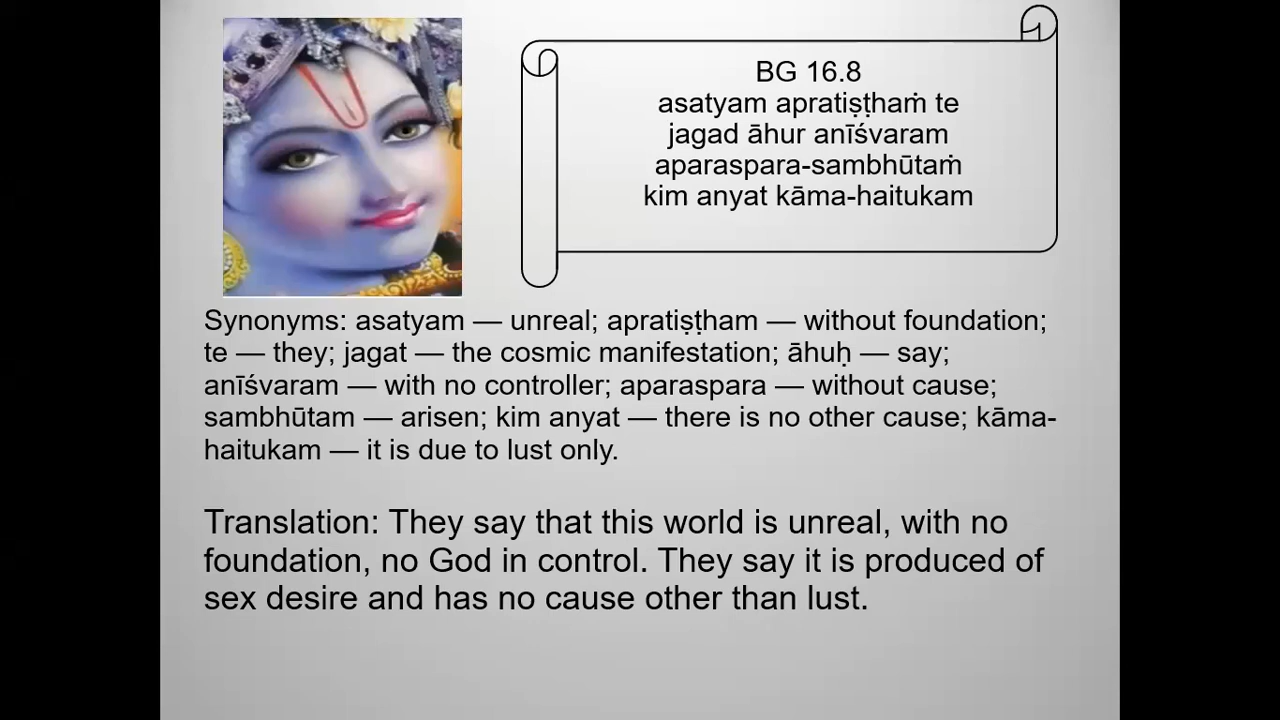 BG 16.8
asatyam apratiṣṭhaṁ te
jagad āhur anīśvaram
aparaspara-sambhūtaṁ
kim anyat kāma-haitukam
Synonyms: asatyam — unreal; apratiṣṭham — without foundation;
te — they; jagat — the cosmic manifestation; āhuḥ — say;
anīśvaram — with no controller; aparaspara — without cause;
sambhūtam — arisen; kim anyat — there is no other cause; kāma-
haitukam — it is due to lust only.
Translation: They say that this world is unreal, with no
foundation, no God in control. They say it is produced of
sex desire and has no cause other than lust.